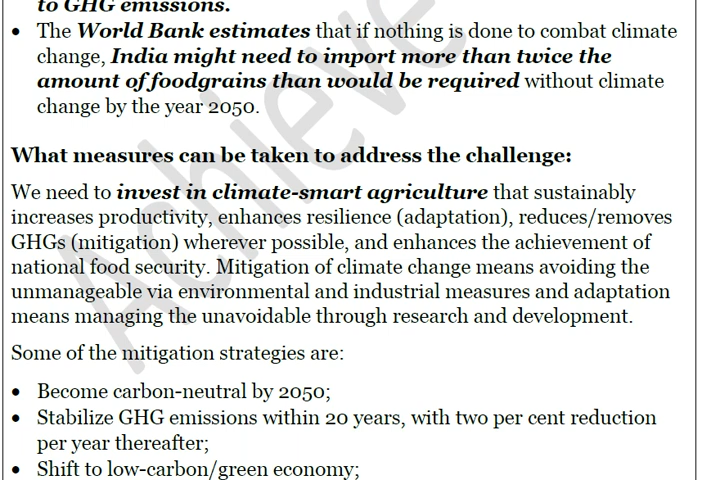 to GHG emissions.
• The World Bank estimates that if nothing is done to combat climate
change, India might need to import more than twice the
amount of foodgrains than would be required without climate
change by the year 2050.
What measures can be taken to address the challenge:
We need to invest in climate-smart agriculture that sustainably
increases productivity, enhances resilience (adaptation), reduces/removes
GHGs (mitigation) wherever possible, and enhances the achievement of
national food security. Mitigation of climate change means avoiding the
unmanageable via environmental and industrial measures and adaptation
means managing the unavoidable through research and development.
Some of the mitigation strategies are:
• Become carbon-neutral by 2050;
• Stabilize GHG emissions within 20 years, with two per cent reduction
per year thereafter;
• Shift to low-carbon/green economy;
Achieve